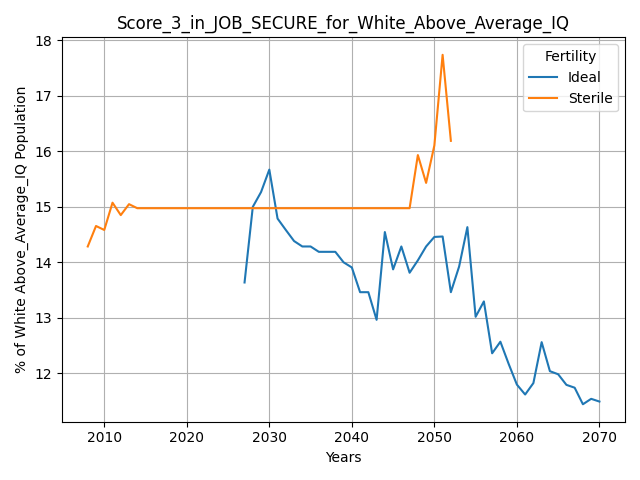 Score_3_in_JOB_SECURE_for_White_Above_Average_IQ
% of White Above_Average_IQ Population
18
17
16
15
14
13
12
Fertility
Ideal
Sterile
2010 2020 2030 2040 2050 2060 2070
Years